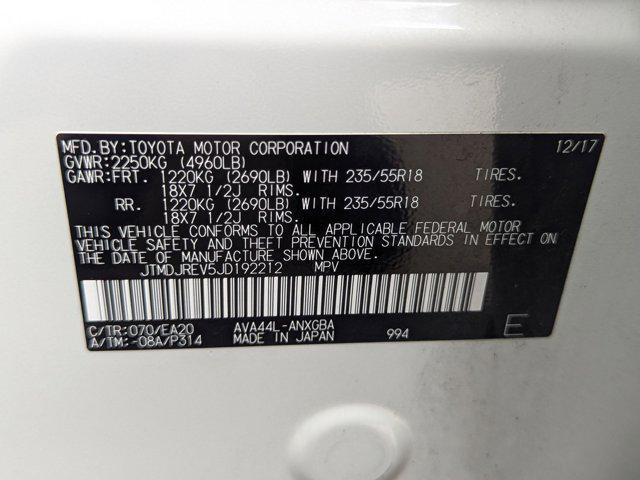 MFD.BY:TOYOTA MOTOR CORPORATION 12/17
GVWR:2250KG (4960LB)
GAWR:FRT. 1220KG (2690LB) WITH 235/55R18 TIRES.
18X7 1/2J RIMS.
RR. 1220KG (2690LB) WITH 235/55R18 TIRES.
18X7 1/2J RIMS.
THIS VEHICLE CONFORMS TO ALL APPLICABLE FEDERAL MOTOR
VEHICLE SAFETY AND THEFT PREVENTION STANDARDS IN EFFECT ON
THE DATE OF MANUFACTURE SHOWN ABOVE.
JTMDJREV5JD192212 MPV
C/TR:070/EA20 AVA44L-ANXGBA
A/TM:-08A/P314 MADE IN JAPAN 994 E